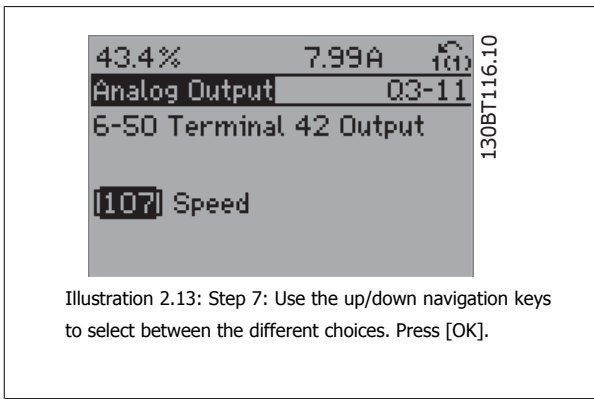 43.4% 7.99A 1(1)
Analog Output Q3-11
6-50 Terminal 42 Output
[107] Speed
130BT116.10
Illustration 2.13: Step 7: Use the up/down navigation keys
to select between the different choices. Press [OK].